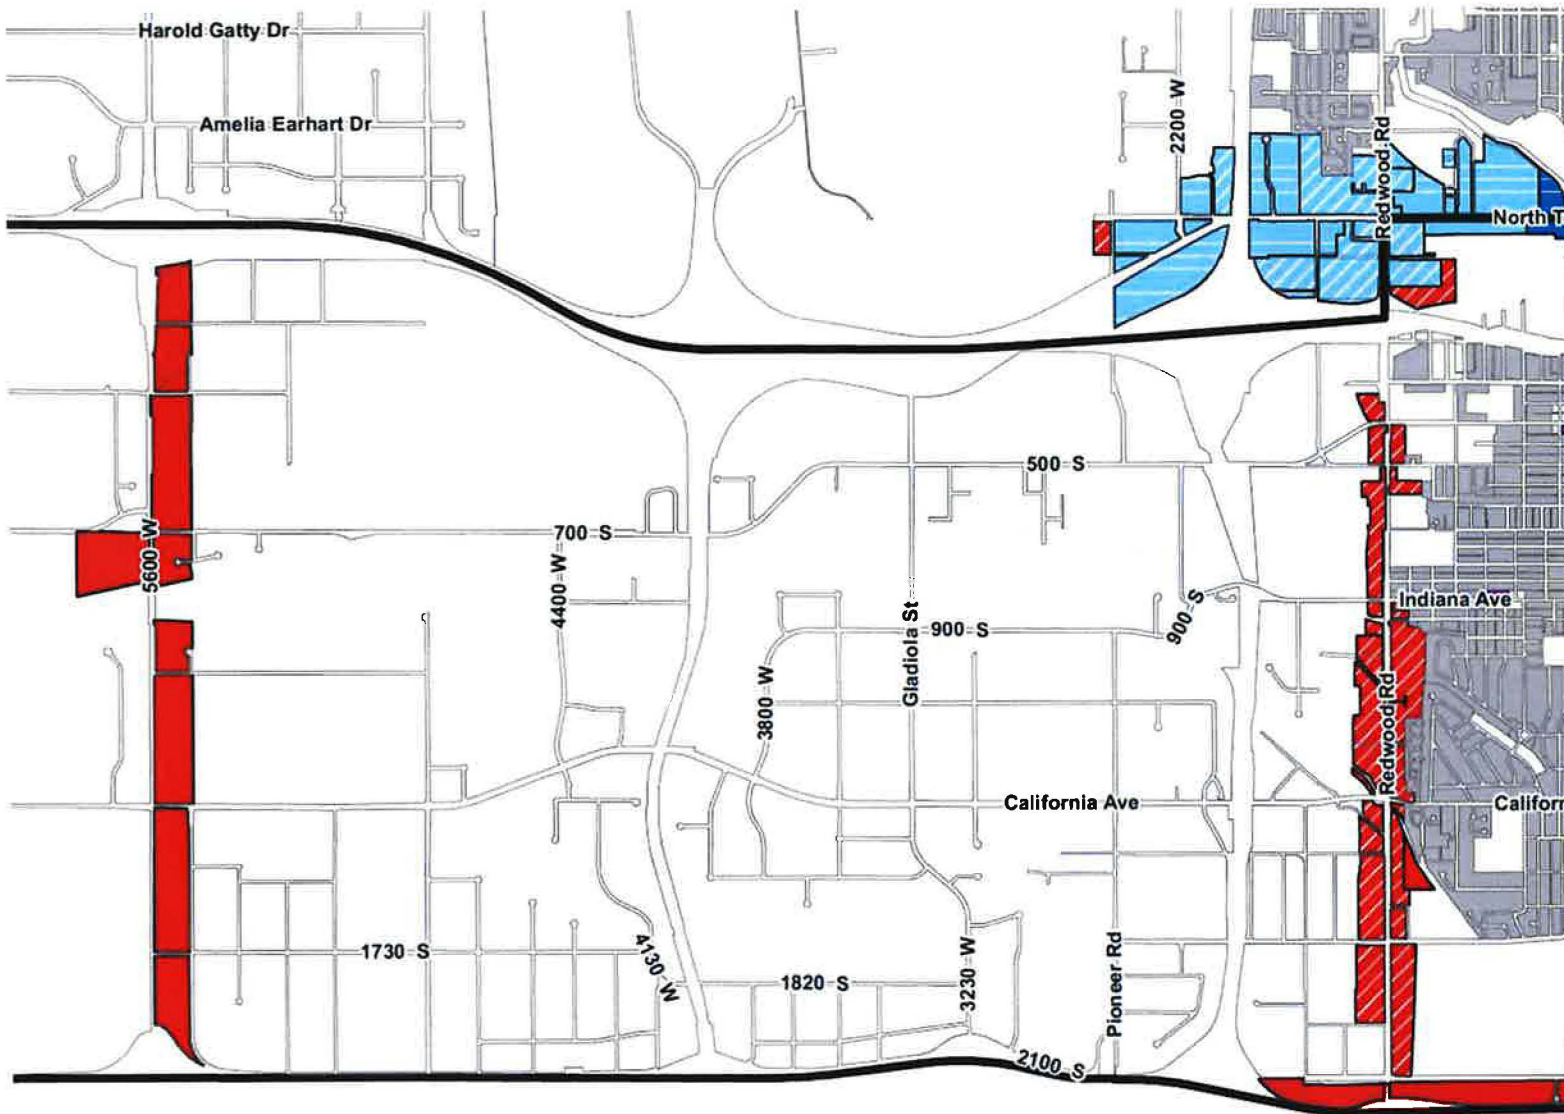 Harold Gatty Dr
Amelia Earhart Dr
2200 W
Redwood Rd
North T
500 S
700 S
5600 W
4400 W
Indiana Ave
900 S
900 S
Gladiola St
3800 W
Redwood Rd
California Ave
Califor
1730 S
4130 W
1820 S
3230 W
Pioneer Rd
2100 S